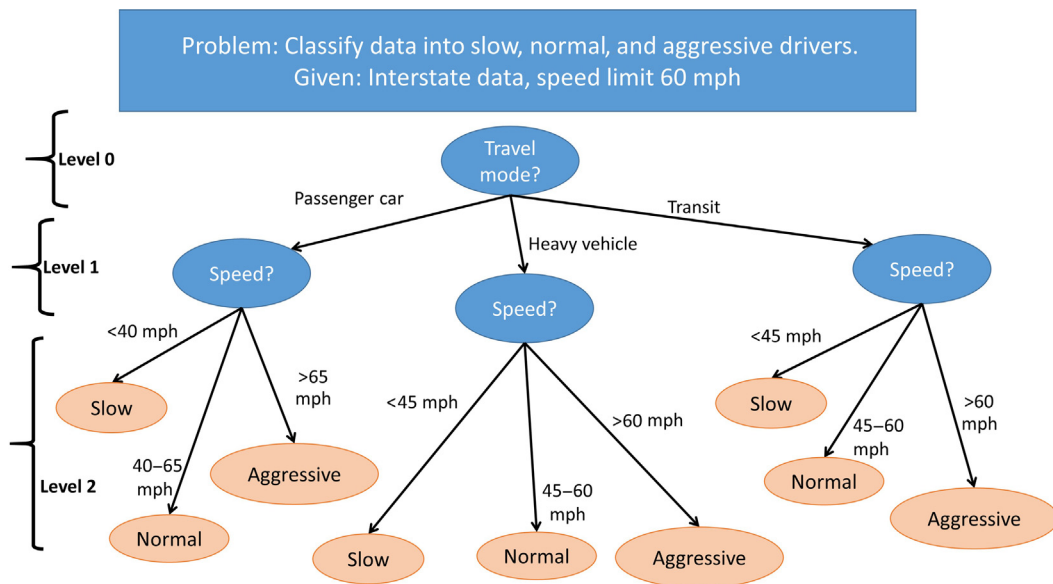 Problem: Classify data into slow, normal, and aggressive drivers.
Given: Interstate data, speed limit 60 mph
Level 0
Travel
mode?
Passenger car
Heavy vehicle
Transit
Level 1
Speed?
Speed?
Speed?
Level 2
<40 mph
40–65
mph
>65
mph
Slow
Normal
Aggressive
<45 mph
45–60
mph
>60 mph
Slow
Normal
Aggressive
<45 mph
45–60
mph
>60
mph
Slow
Normal
Aggressive